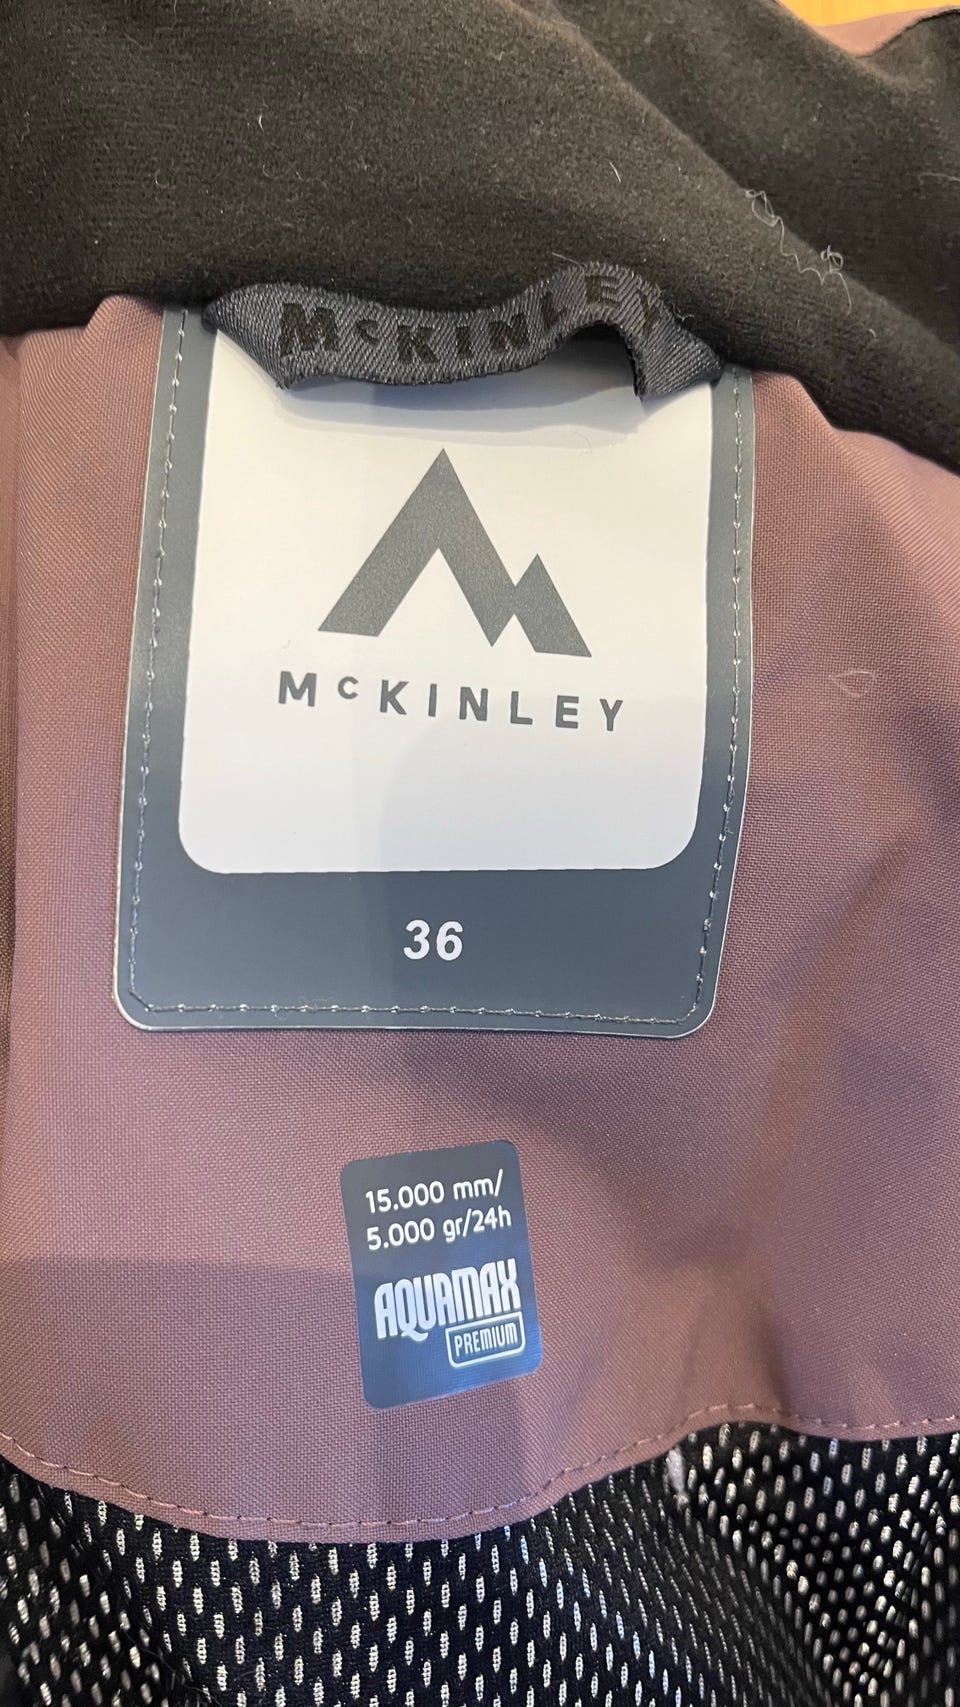 McKINLEY
McKINLEY
36
15.000 mm/
5.000 gr/24h
AQUAMAX
PREMIUM